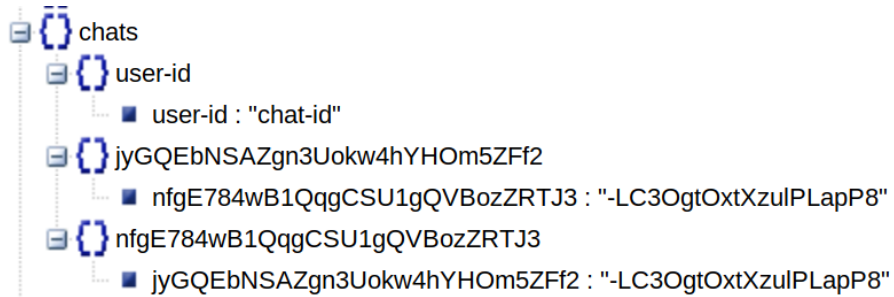 chats
user-id
user-id : "chat-id"
jyGQEbNSAZgn3Uokw4hYHOm5ZFf2
nfgE784wB1QqgCSU1gQVBozZRTJ3 : "-LC3OgtOxtXzulPLapP8"
nfgE784wB1QqgCSU1gQVBozZRTJ3
jyGQEbNSAZgn3Uokw4hYHOm5ZFf2 : "-LC3OgtOxtXzulPLapP8"